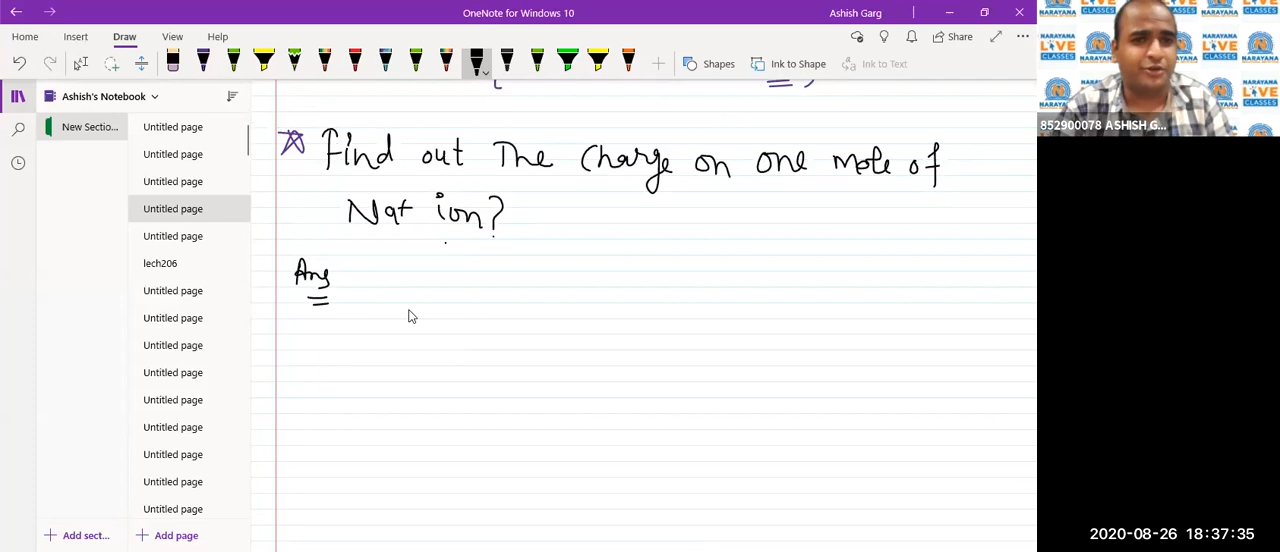 OneNote for Windows 10
Ashish Garg
Home Insert Draw View Help
Share
Shapes
Ink to Shape
Ink to Text
Ashish's Notebook
New Sectio...
Untitled page
Untitled page
Untitled page
Untitled page
Untitled page
lech206
Untitled page
Untitled page
Untitled page
Untitled page
Untitled page
Untitled page
Untitled page
Untitled page
Untitled page
Add sect...
Add page
Find out The Charge on one mole of
Na+ ion?
Ans
NARAYANA
LIVE
CLASSES
852900078 ASHISH G...
2020-08-26 18:37:35